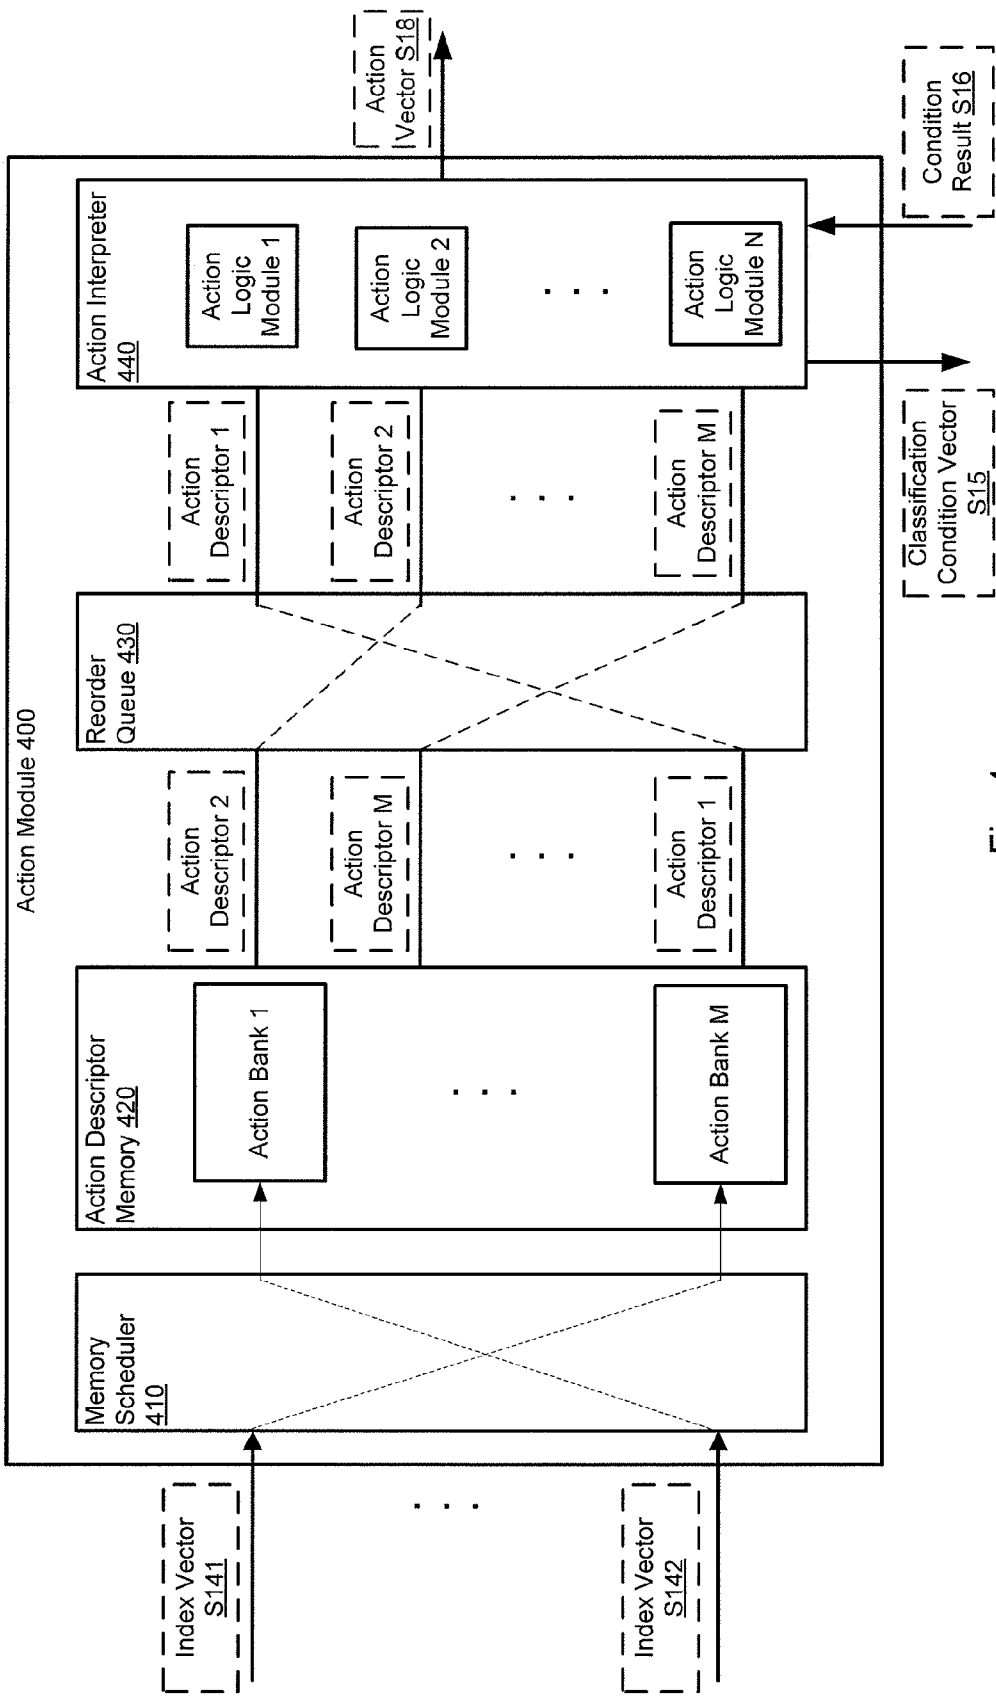 Action Module 400
Index Vector
S141
. . .
Index Vector
S142
Memory
Scheduler
410
Action Descriptor
Memory 420
Action Bank 1
. . .
Action Bank M
Action
Descriptor 2
Action
Descriptor M
. . .
Action
Descriptor 1
Reorder
Queue 430
Action
Descriptor 1
Action
Descriptor 2
. . .
Action
Descriptor M
Action Interpreter
440
Action
Logic
Module 1
Action
Logic
Module 2
. . .
Action
Logic
Module N
Action
Vector S18
Classification
Condition Vector
S15
Condition
Result S16